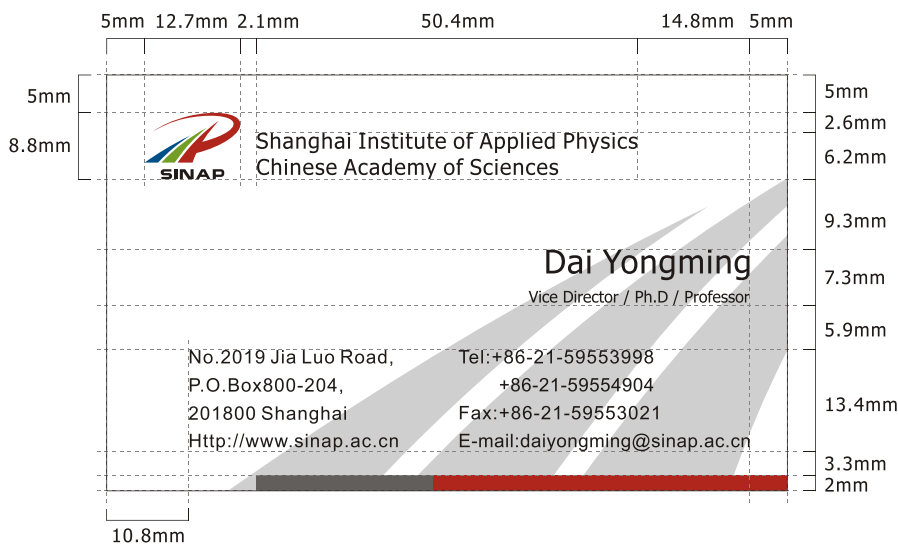 5mm 12.7mm 2.1mm 50.4mm 14.8mm 5mm
5mm
8.8mm
SINAP
Shanghai Institute of Applied Physics
Chinese Academy of Sciences
5mm
2.6mm
6.2mm
9.3mm
Dai Yongming
7.3mm
Vice Director / Ph.D / Professor
5.9mm
No.2019 Jia Luo Road,
P.O.Box800-204,
201800 Shanghai
Http://www.sinap.ac.cn
Tel:+86-21-59553998
+86-21-59554904
Fax:+86-21-59553021
E-mail:daiyongming@sinap.ac.cn
13.4mm
3.3mm
2mm
10.8mm